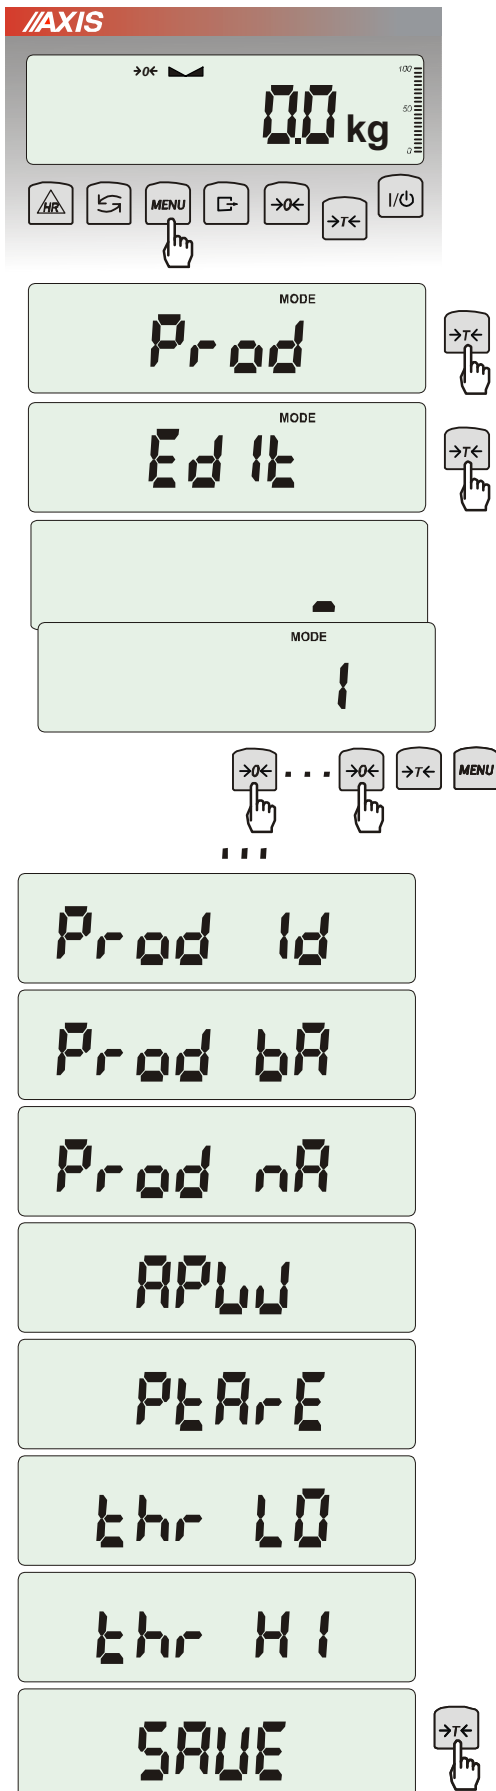 AXIS
→0← 100
50
0.0 kg
0
HR MENU →0← →T← I/⏻
MODE
Prod →T←
MODE
Edit →T←
-
MODE
1
→0← . . . →0← →T← MENU
...
Prod Id
Prod bA
Prod nA
APW
PtArE
thr LO
thr HI
SAVE →T←